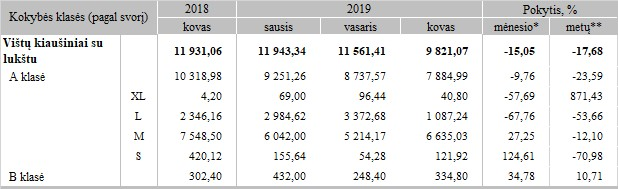 Kokybės klasės (pagal svorį) 2018 2019 Pokytis, %
kovas sausis vasaris kovas mėnesio* metų**
Vištų kiaušiniai su lukštu 11 931,06 11 943,34 11 561,41 9 821,07 -15,05 -17,68
A klasė 10 318,98 9 251,26 8 737,57 7 884,99 -9,76 -23,59
XL 4,20 69,00 96,44 40,80 -57,69 871,43
L 2 346,16 2 984,62 3 372,68 1 087,24 -67,76 -53,66
M 7 548,50 6 042,00 5 214,17 6 635,03 27,25 -12,10
S 420,12 155,64 54,28 121,92 124,61 -70,98
B klasė 302,40 432,00 248,40 334,80 34,78 10,71